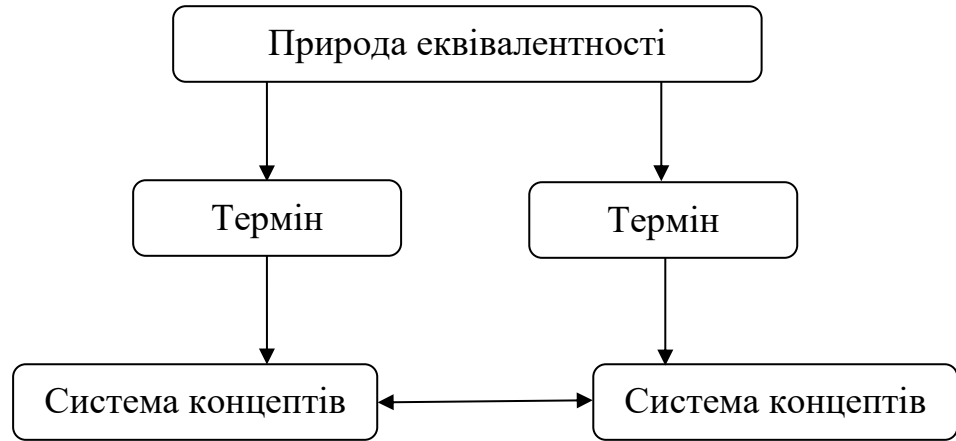 Природа еквівалентності
Термін
Термін
Система концептів
Система концептів